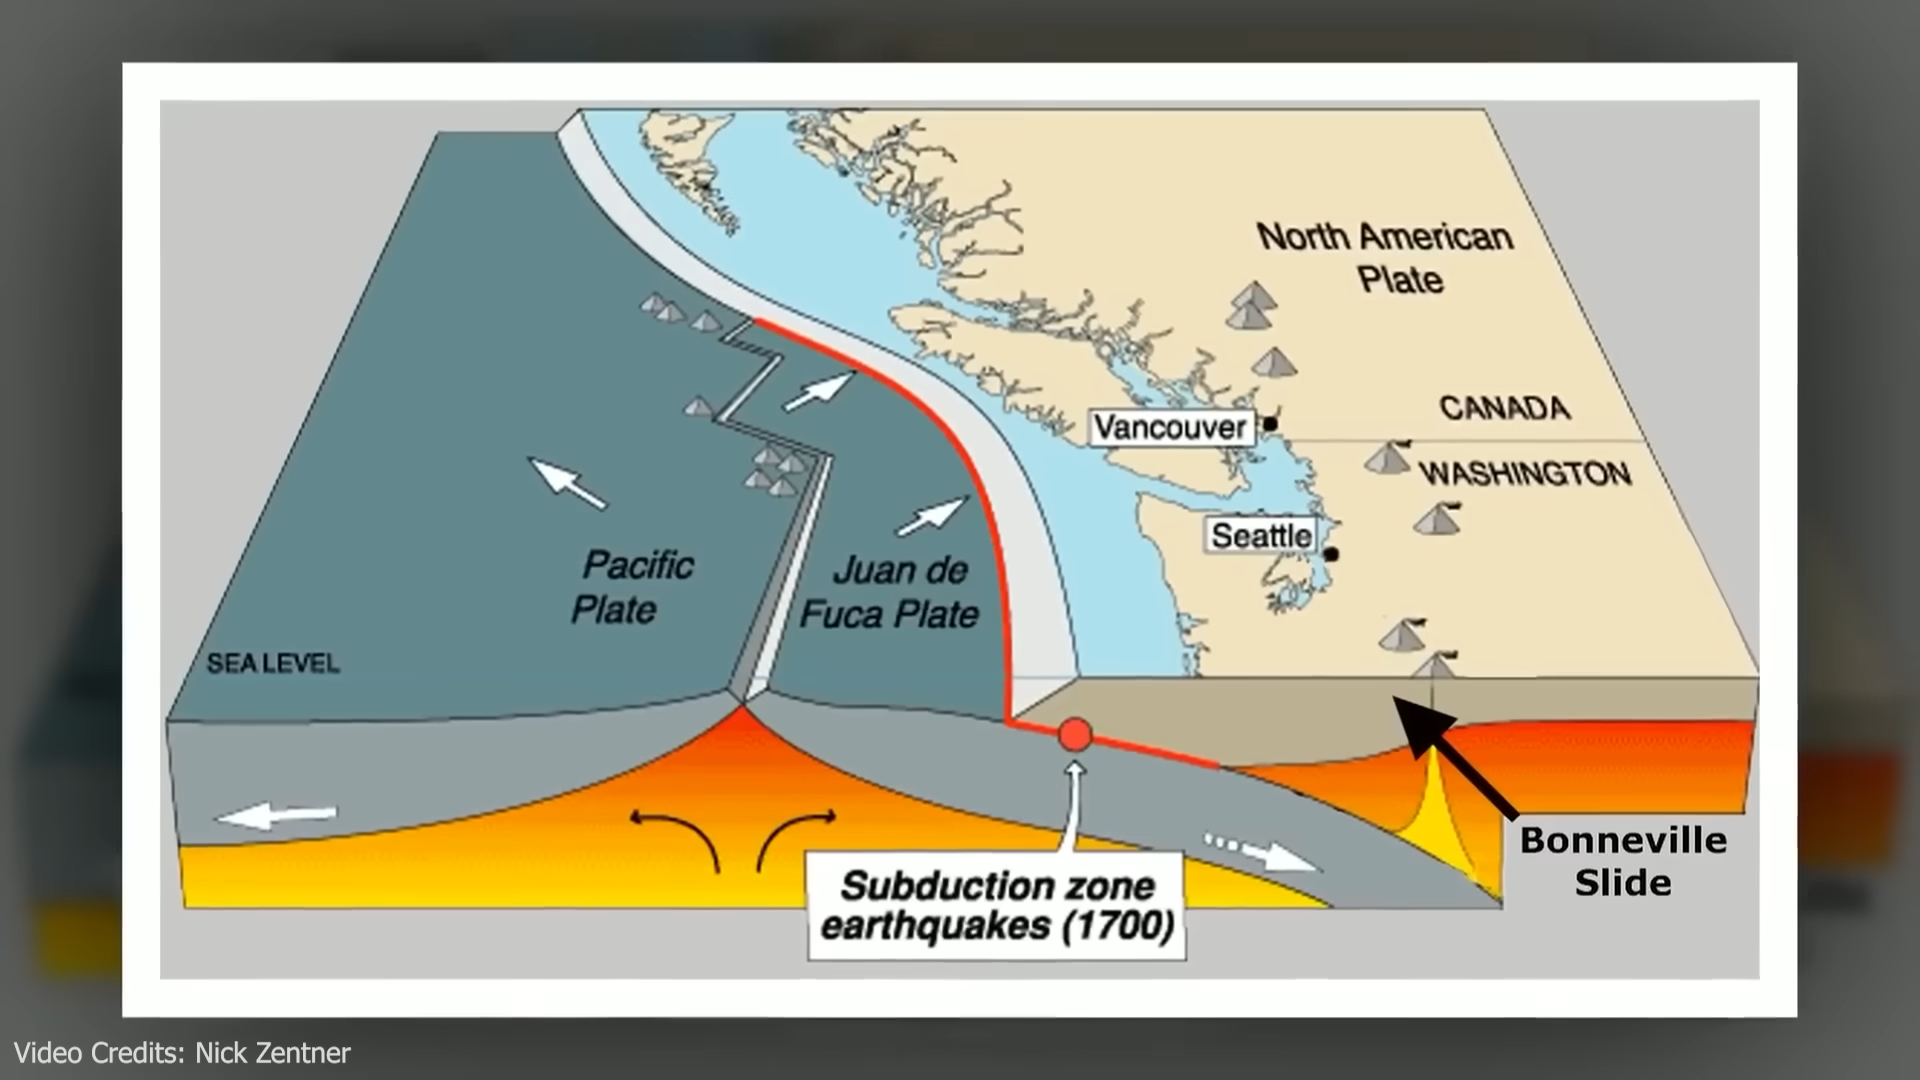 North American
Plate
CANADA
Vancouver
WASHINGTON
Seattle
Pacific
Plate
Juan de
Fuca Plate
SEA LEVEL
Bonneville
Slide
Subduction zone
earthquakes (1700)
Video Credits: Nick Zentner